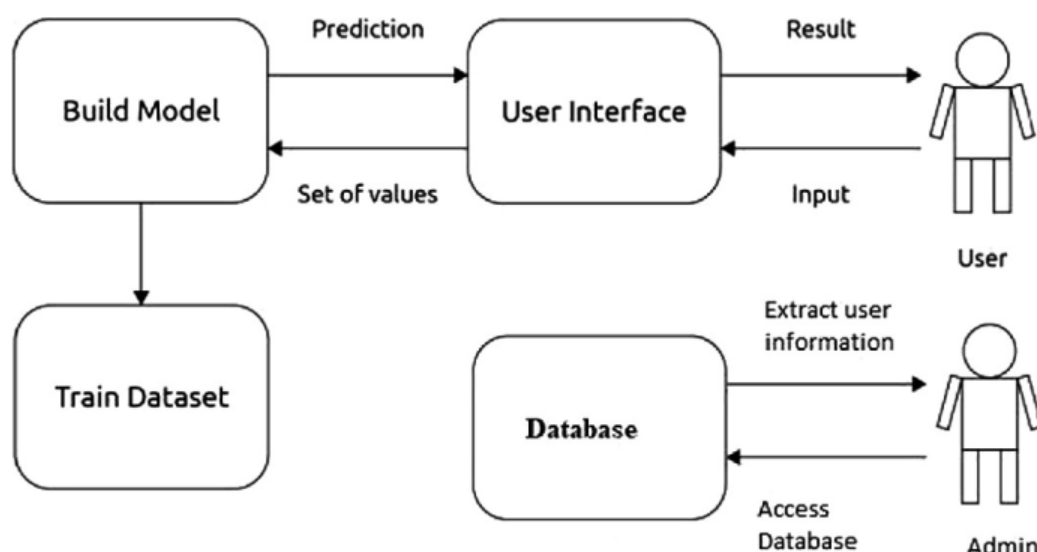 Prediction
Result
Build Model
User Interface
Set of values
Input
User
Extract user
information
Train Dataset
Database
Access
Database
Admin